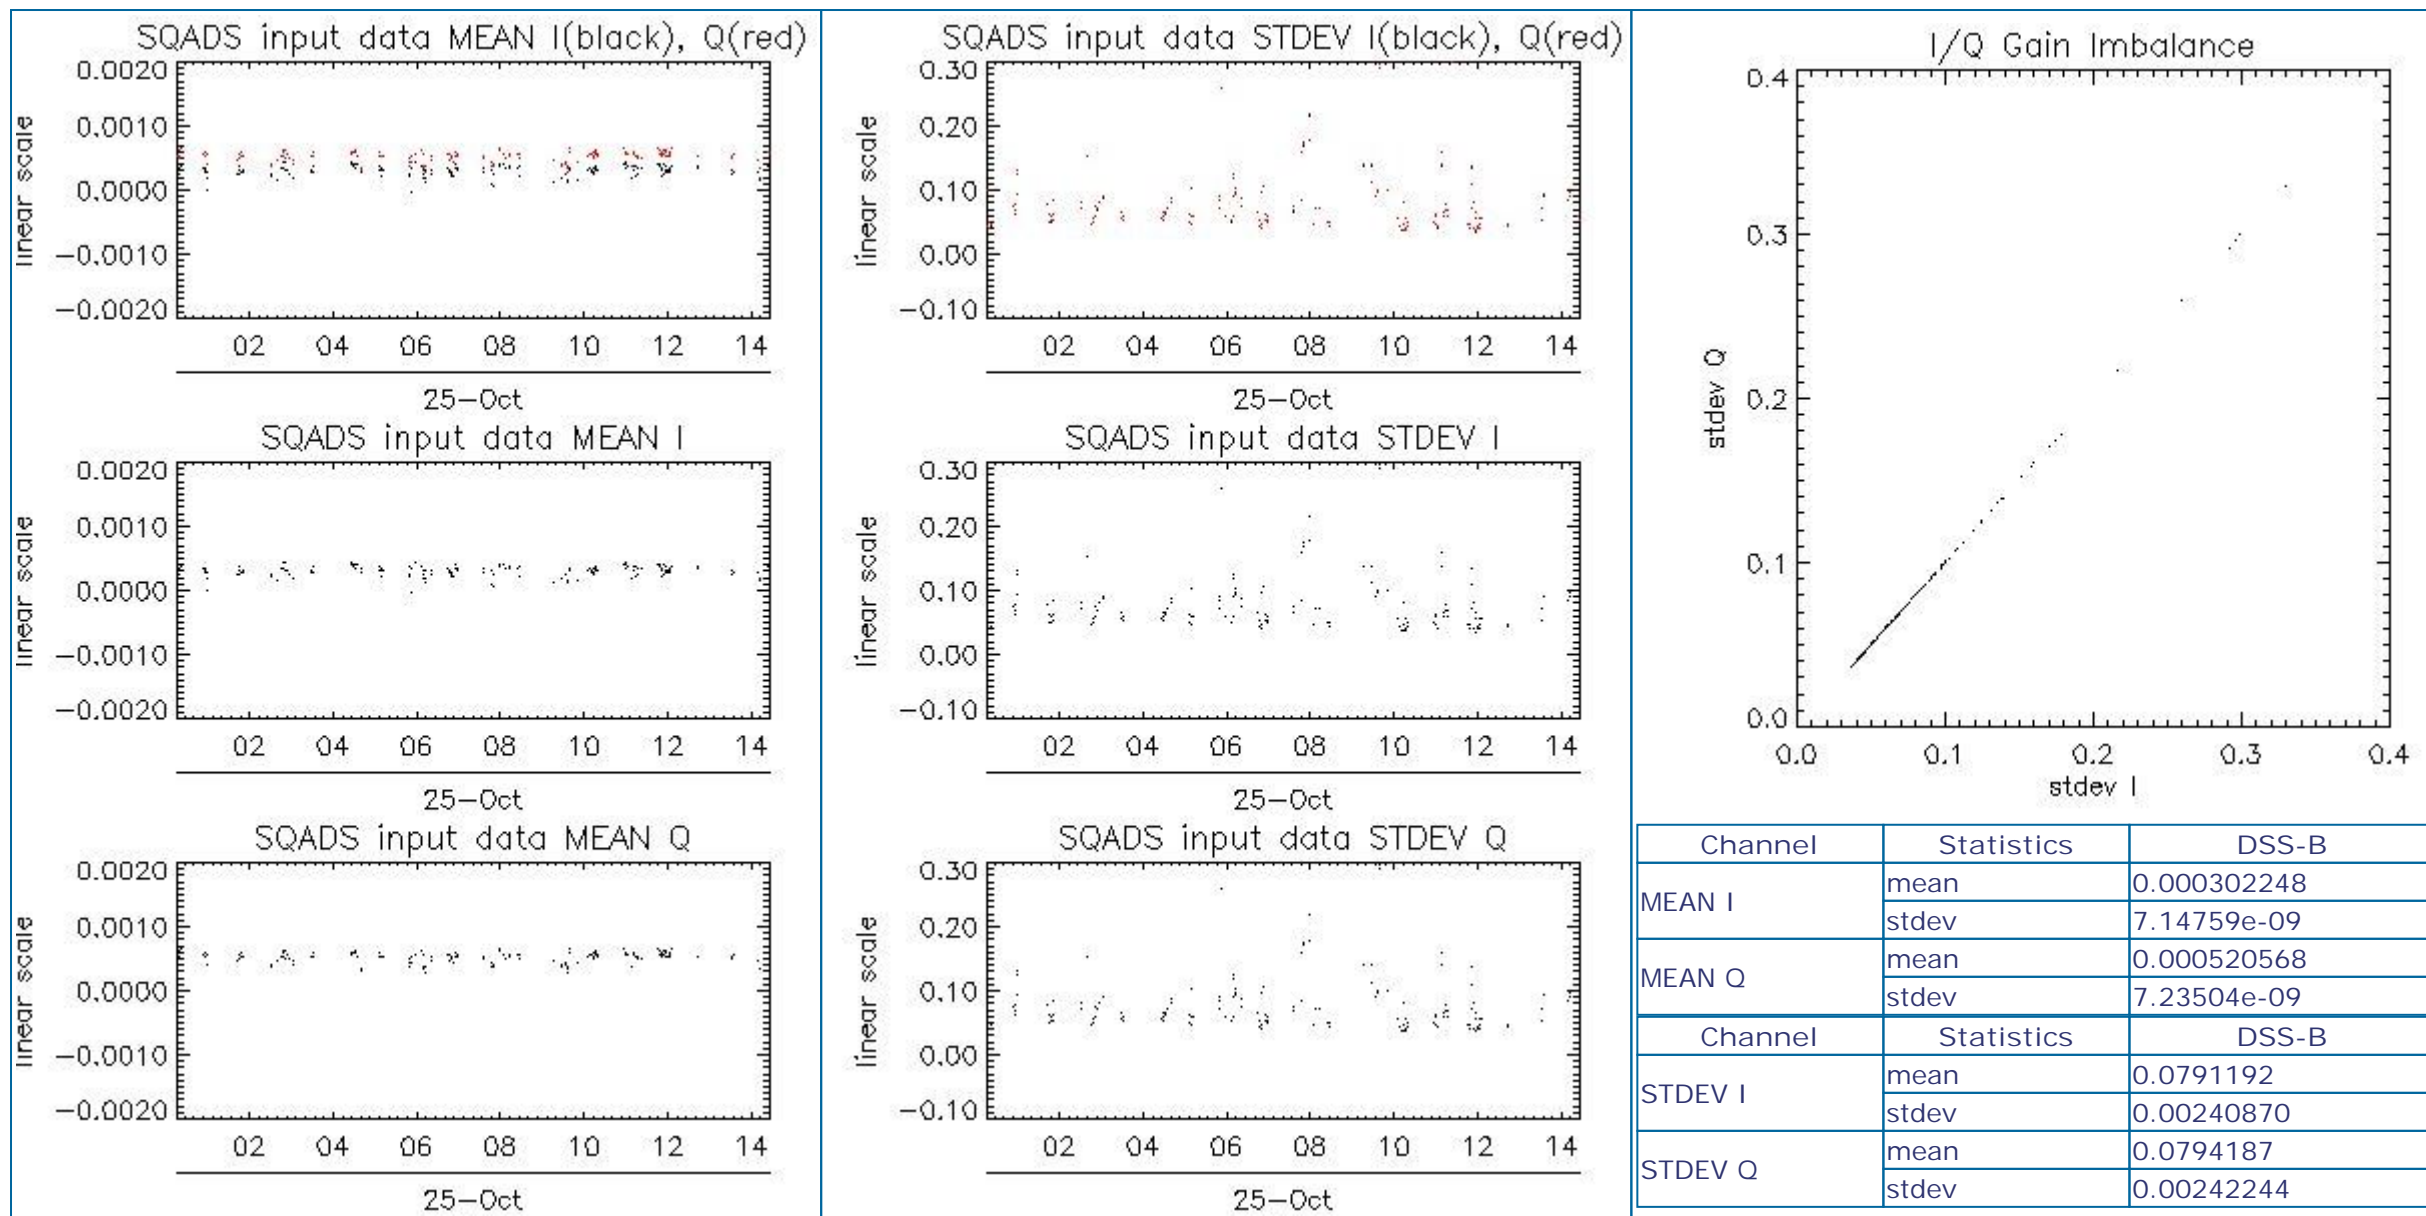 SQADS input data MEAN I(black), Q(red)
0.0020
0.0010
0.0000
−0.0010
−0.0020
linear scale
02 04 06 08 10 12 14
25−Oct
SQADS input data MEAN I
0.0020
0.0010
0.0000
−0.0010
−0.0020
linear scale
02 04 06 08 10 12 14
25−Oct
SQADS input data MEAN Q
0.0020
0.0010
0.0000
−0.0010
−0.0020
linear scale
02 04 06 08 10 12 14
25−Oct
SQADS input data STDEV I(black), Q(red)
0.30
0.20
0.10
0.00
−0.10
linear scale
02 04 06 08 10 12 14
25−Oct
SQADS input data STDEV I
0.30
0.20
0.10
0.00
−0.10
linear scale
02 04 06 08 10 12 14
25−Oct
SQADS input data STDEV Q
0.30
0.20
0.10
0.00
−0.10
linear scale
02 04 06 08 10 12 14
25−Oct
I/Q Gain Imbalance
0.4
0.3
0.2
0.1
0.0
stdev Q
0.0 0.1 0.2 0.3 0.4
stdev I
Channel Statistics DSS-B
MEAN I mean 0.000302248
stdev 7.14759e-09
MEAN Q mean 0.000520568
stdev 7.23504e-09
Channel Statistics DSS-B
STDEV I mean 0.0791192
stdev 0.00240870
STDEV Q mean 0.0794187
stdev 0.00242244